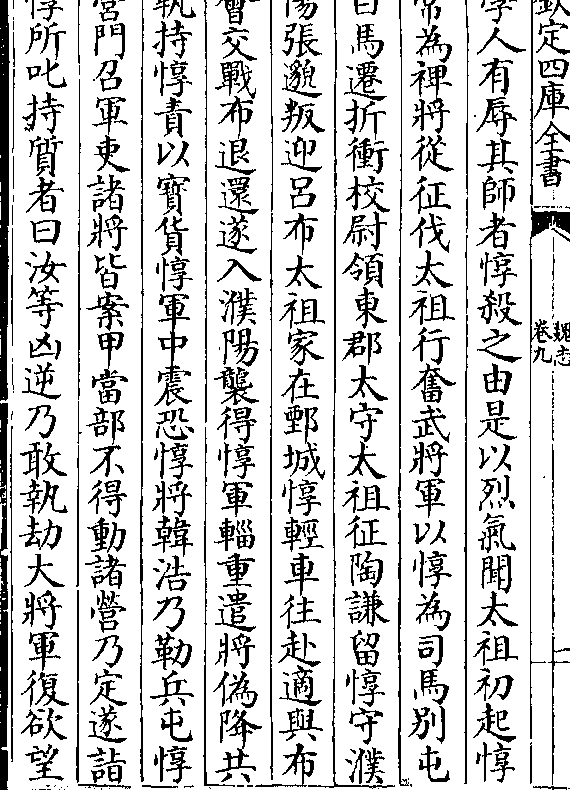 欽定四庫全書
魏志
卷九
一
學人有辱其師者惇殺之由是以烈氣聞太祖初起惇
常為裨將從征伐太祖行奮武將軍以惇為司馬別屯
白馬遷折衝校尉領東郡太守太祖征陶謙留惇守濮
陽張邈叛迎呂布太祖家在鄄城惇輕車往赴適與布
會交戰布退還遂入濮陽襲得惇軍輜重遣將偽降共
執持惇責以寶貨惇軍中震恐惇將韓浩乃勒兵屯惇
營門召軍吏諸將皆案甲當部不得動諸營乃定遂詣
惇所叱持質者曰汝等凶逆乃敢執劫大將軍復欲望